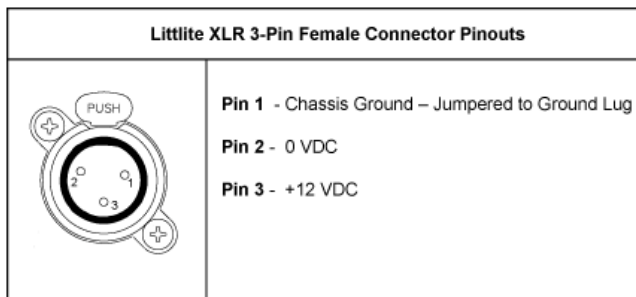 Littlite XLR 3-Pin Female Connector Pinouts
PUSH
2
1
3
Pin 1 - Chassis Ground – Jumpered to Ground Lug
Pin 2 - 0 VDC
Pin 3 - +12 VDC